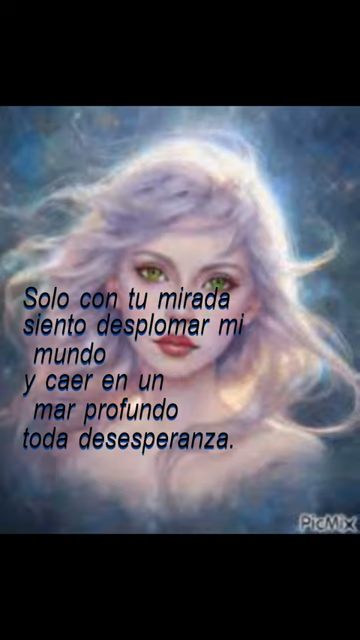 Solo con tu mirada
siento desplomar mi
mundo
y caer en un
mar profundo
toda desesperanza.
PicMix